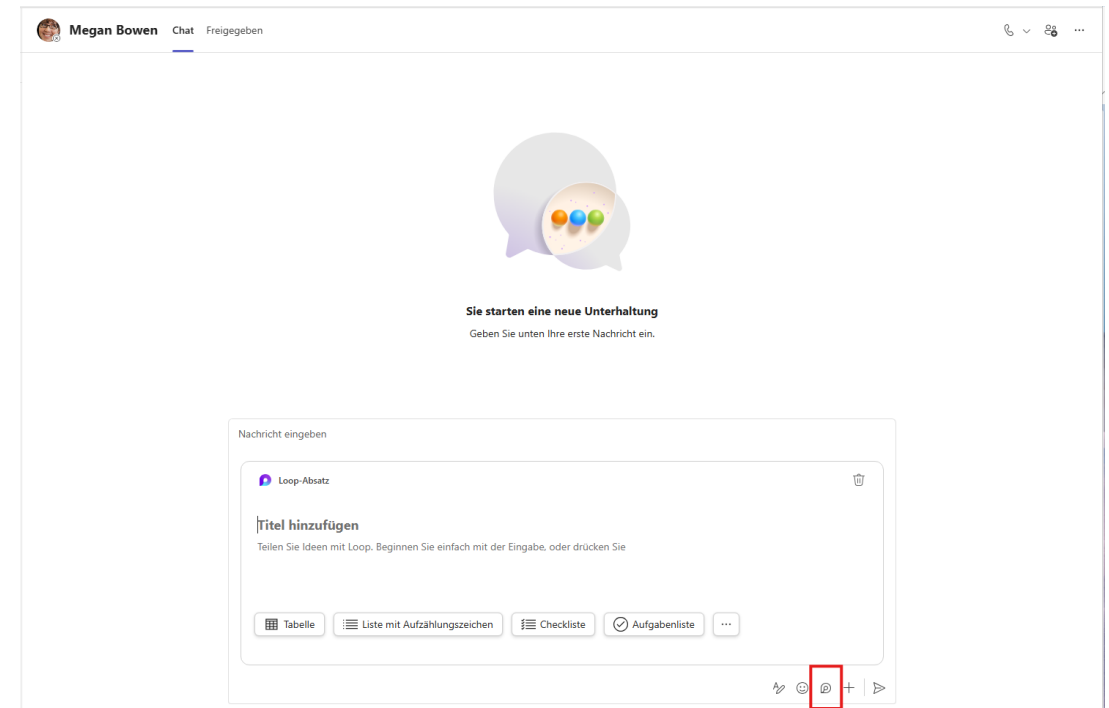 Megan Bowen Chat Freigegeben
Sie starten eine neue Unterhaltung
Geben Sie unten Ihre erste Nachricht ein.
Nachricht eingeben
Loop-Absatz
Titel hinzufügen
Teilen Sie Ideen mit Loop. Beginnen Sie einfach mit der Eingabe, oder drücken Sie
Tabelle Liste mit Aufzählungszeichen Checkliste Aufgabenliste ...